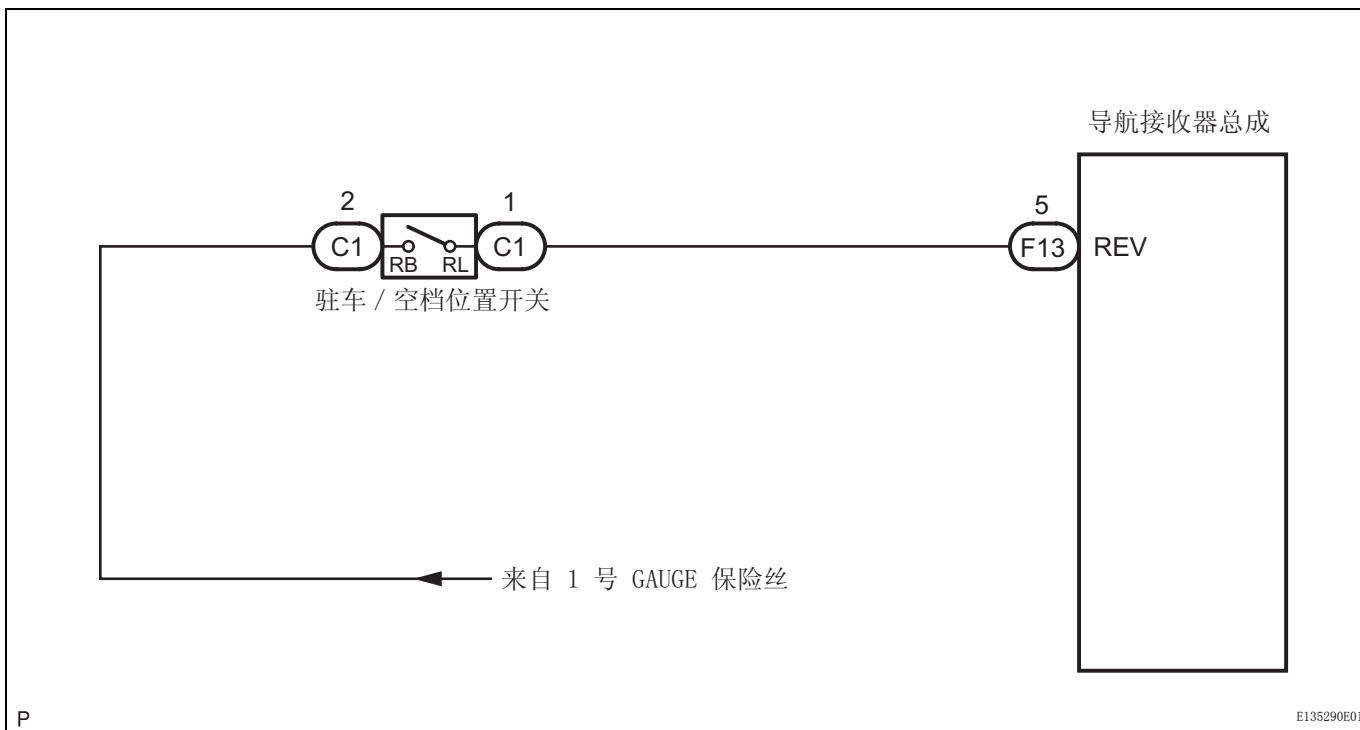 导航接收器总成
2
1
5
C1
C1
F13
REV
RB
RL
驻车 / 空档位置开关
来自 1 号 GAUGE 保险丝
P
E135290E01